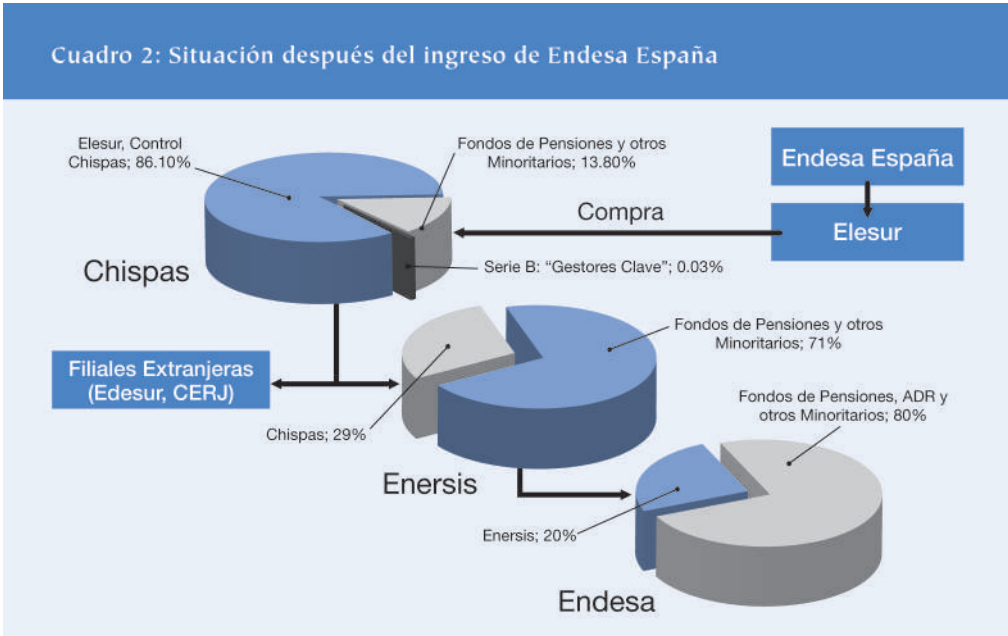 Cuadro 2: Situación después del ingreso de Endesa España
Elesur, Control
Chispas; 86.10%
Fondos de Pensiones y otros
Minoritarios; 13.80%
Endesa España
Compra
Elesur
Serie B: “Gestores Clave”; 0.03%
Chispas
Fondos de Pensiones y otros
Minoritarios; 71%
Filiales Extranjeras
(Edesur, CERJ)
Chispas; 29%
Enersis
Fondos de Pensiones, ADR y
otros Minoritarios; 80%
Enersis; 20%
Endesa